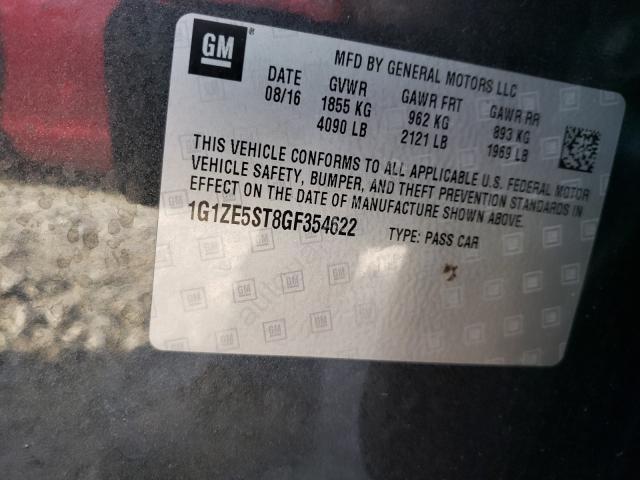 GM
MFD BY GENERAL MOTORS LLC
DATE GVWR GAWR FRT GAWR RR
08/16 1855 KG 962 KG 893 KG
4090 LB 2121 LB 1969 LB
THIS VEHICLE CONFORMS TO ALL APPLICABLE U.S. FEDERAL MOTOR
VEHICLE SAFETY, BUMPER, AND THEFT PREVENTION STANDARDS IN
EFFECT ON THE DATE OF MANUFACTURE SHOWN ABOVE.
1G1ZE5ST8GF354622 TYPE: PASS CAR